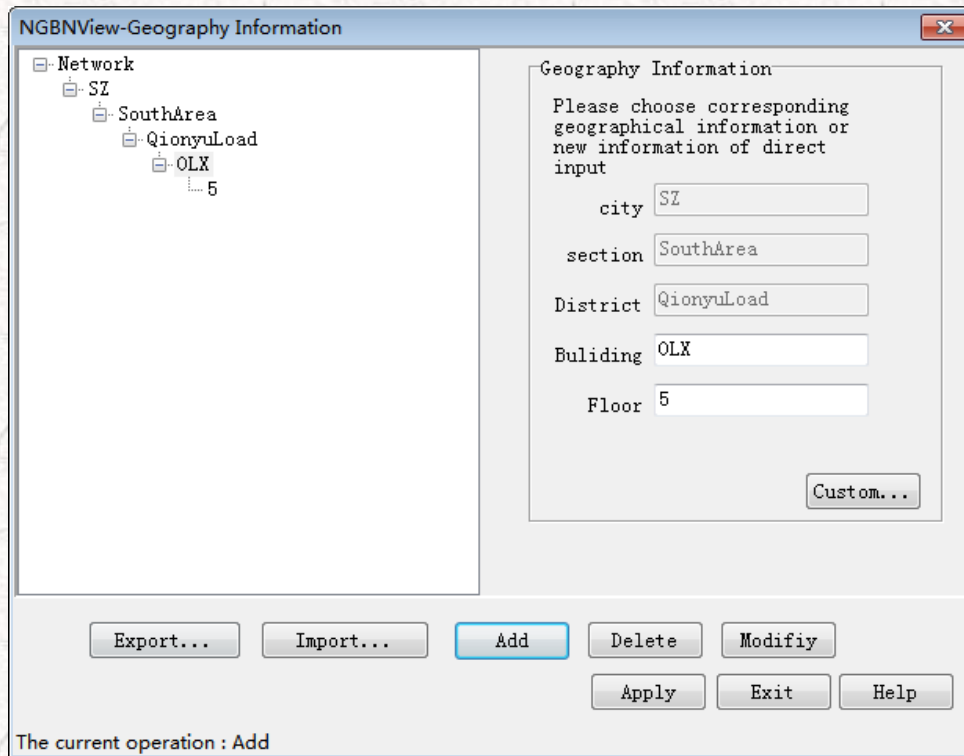 NGBNView-Geography Information
Network
SZ
SouthArea
QionyuLoad
OLX
5
Geography Information
Please choose corresponding
geographical information or
new information of direct
input
city SZ
section SouthArea
District QionyuLoad
Buliding OLX
Floor 5
Custom...
Export... Import... Add Delete Modifiy
Apply Exit Help
The current operation : Add